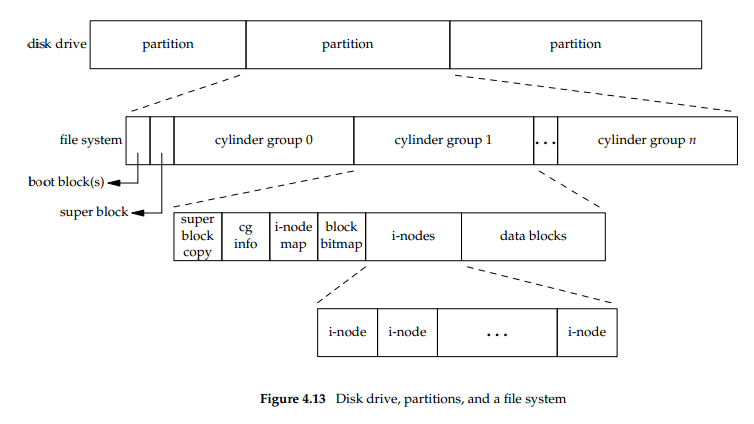 disk drive
partition
partition
partition
file system
cylinder group 0
cylinder group 1
...
cylinder group n
boot block(s)
super block
super
block
copy
cg
info
i-node
map
block
bitmap
i-nodes
data blocks
i-node
i-node
...
i-node
Figure 4.13 Disk drive, partitions, and a file system